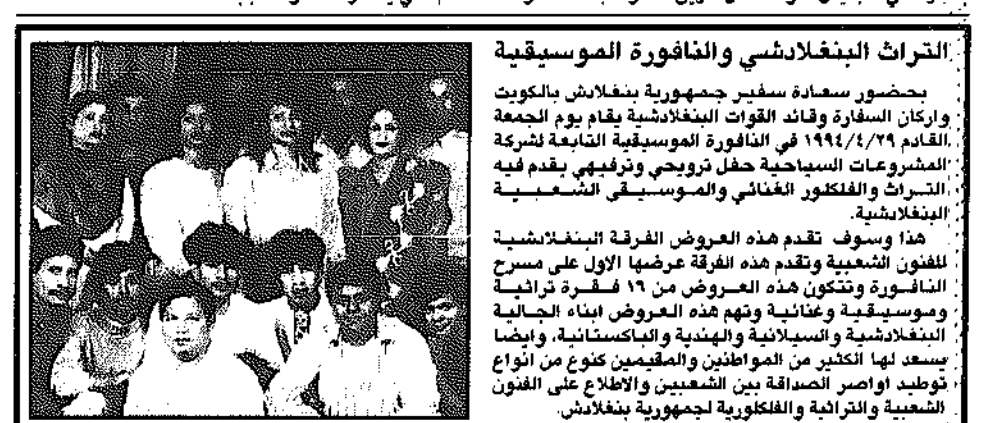 التراث البنغلادشي والنافورة الموسيقية
بحضور سعادة سفير جمهورية بنغلادش بالكويت
واركان السفارة وقائد القوات البنغلادشية يقام يوم الجمعة
القادم ١٩٩٤/٤/٢٩ في النافورة الموسيقية التابعة لشركة
المشروعات السياحية حفل ترويحي وترفيهي يقدم فيه
التراث والفلكلور الغنائي والموسيقى الشعبية
البنغلادشية.
هذا وسوف تقدم هذه العروض الفرقة البنغلادشية
للفنون الشعبية وتقدم هذه الفرقة عرضها الاول على مسرح
النافورة وتتكون هذه العروض من ١٦ فقرة تراثية
وموسيقية وغنائية وتهم هذه العروض ابناء الجالية
البنغلادشية والسيلانية والهندية والباكستانية، وايضا
يسعد لها الكثير من المواطنين والمقيمين كنوع من انواع
توطيد اواصر الصداقة بين الشعبين والاطلاع على الفنون
الشعبية والتراثية والفلكلورية لجمهورية بنغلادش.